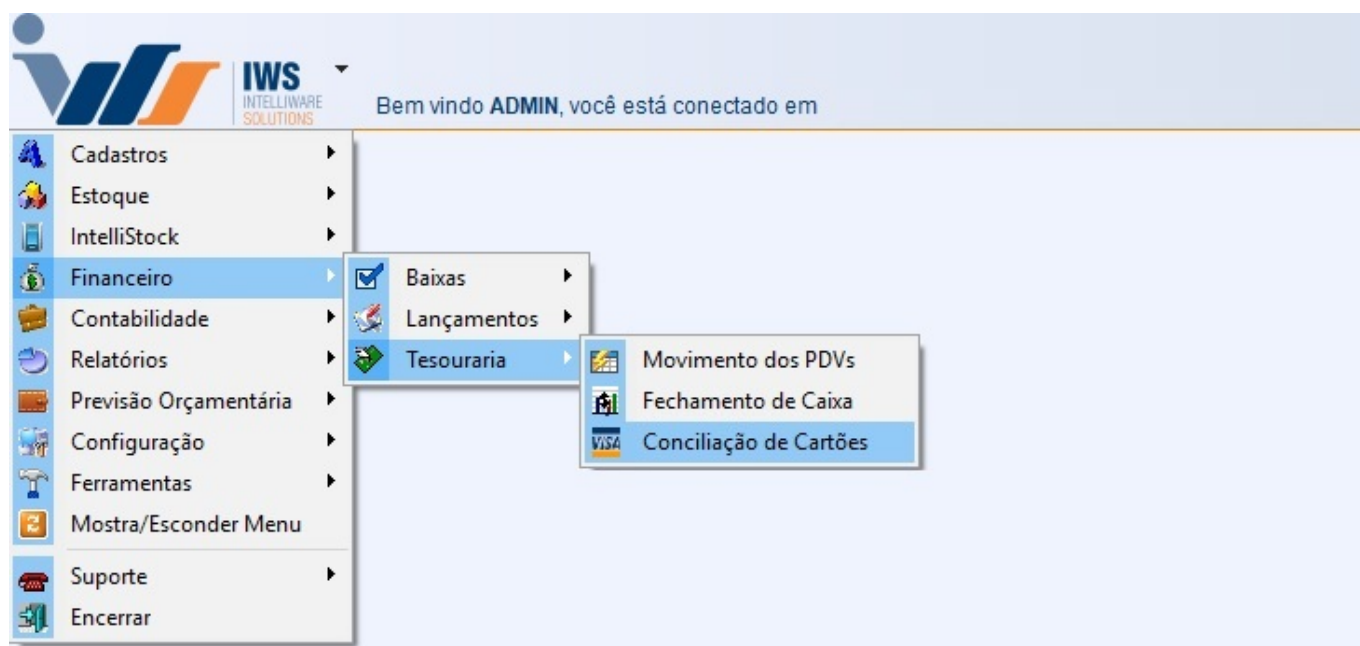 IWS
INTELLIWARE
SOLUTIONS
Bem vindo ADMIN, você está conectado em
Cadastros
Estoque
IntelliStock
Financeiro
Contabilidade
Relatórios
Previsão Orçamentária
Configuração
Ferramentas
Mostra/Esconder Menu
Suporte
Encerrar
Baixas
Lançamentos
Tesouraria
Movimento dos PDVs
Fechamento de Caixa
VISA Conciliação de Cartões